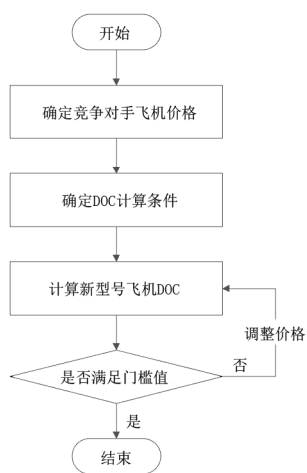 开始
确定竞争对手飞机价格
确定DOC计算条件
计算新型号飞机DOC
调整价格
是否满足门槛值
否
是
结束